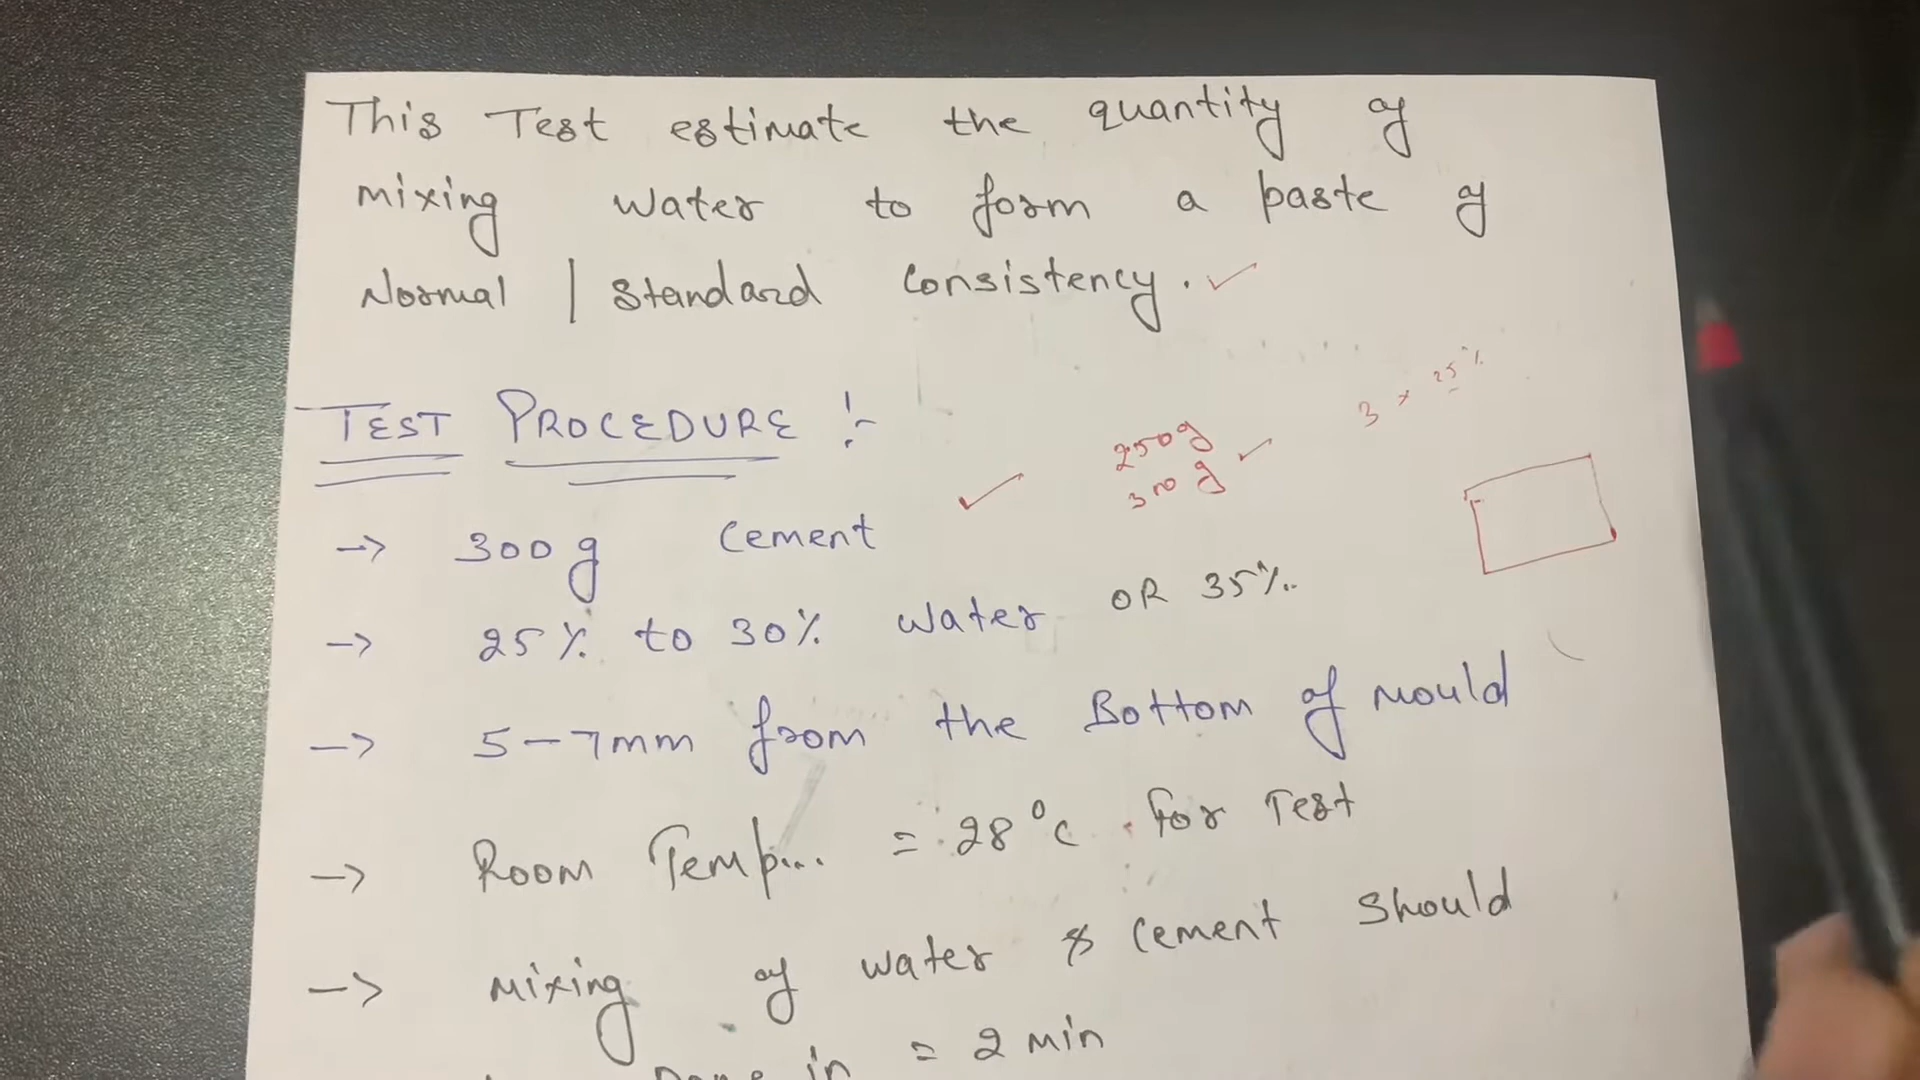 This Test estimate the quantity of
mixing water to form a paste of
Normal / Standard Consistency. ✓
TEST PROCEDURE :-
3 × 25%
250g
300g ✓
→ 300g Cement ✓
→ 25% to 30% water OR 35%.
→ 5-7mm from the Bottom of mould
→ Room Temp... = 28°c for Test
→ mixing of water & cement should
Done in = 2 min